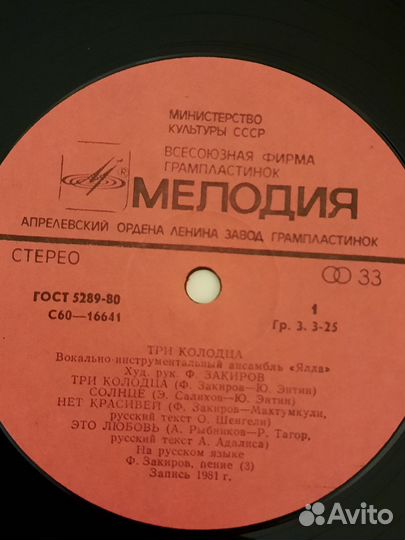 МИНИСТЕРСТВО
КУЛЬТУРЫ СССР
ВСЕСОЮЗНАЯ ФИРМА
ГРАМПЛАСТИНОК
МЕЛОДИЯ
АПРЕЛЕВСКИЙ ОРДЕНА ЛЕНИНА ЗАВОД ГРАМПЛАСТИНОК
СТЕРЕО
33
ГОСТ 5289-80
С60—16641
1
Гр. 3. 3-25
ТРИ КОЛОДЦА
Вокально-инструментальный ансамбль «Ялла»
Худ. рук. Ф. ЗАКИРОВ
ТРИ КОЛОДЦА (Ф. Закиров—Ю. Энтин)
СОЛНЦЕ (Э. Салихов—Ю. Энтин)
НЕТ КРАСИВЕЙ (Ф. Закиров—Махтумкули,
русский текст О. Шенгели)
ЭТО ЛЮБОВЬ (А. Рыбников—Р. Тагор,
русский текст А. Адалиса)
На русском языке
Ф. Закиров, пение (3)
Запись 1981 г.
Avito